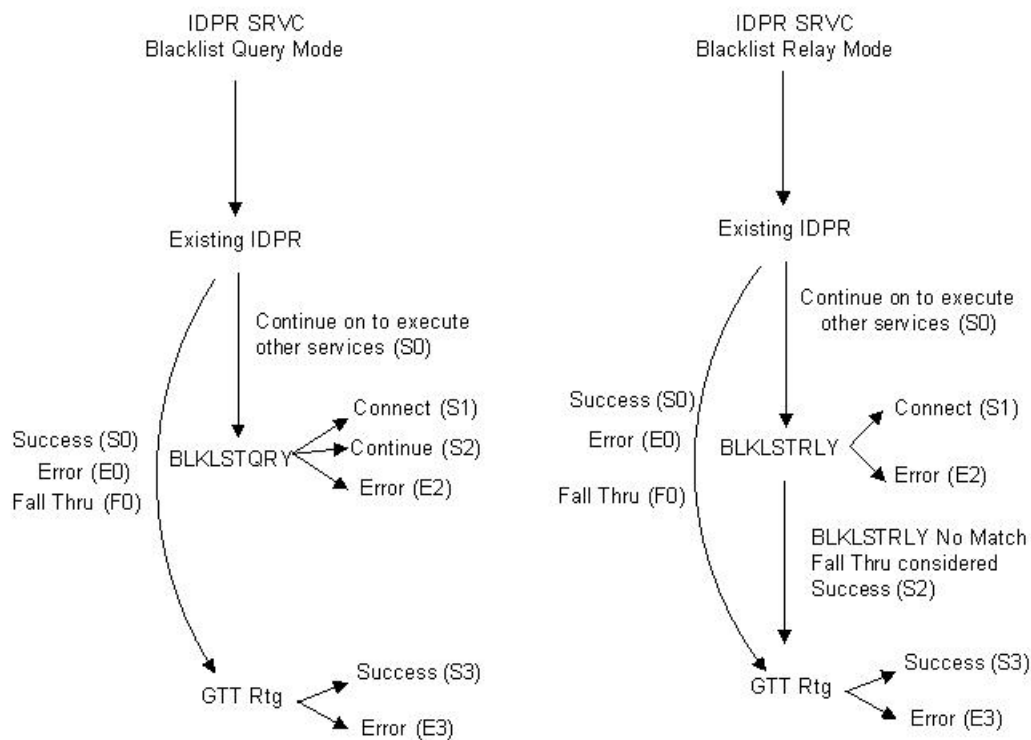 IDPR SRVC
Blacklist Query Mode
Existing IDPR
Continue on to execute
other services (S0)
Connect (S1)
Continue (S2)
Error (E2)
BLKLSTQRY
Success (S0)
Error (E0)
Fall Thru (F0)
GTT Rtg
Success (S3)
Error (E3)
IDPR SRVC
Blacklist Relay Mode
Existing IDPR
Continue on to execute
other services (S0)
Success (S0)
Error (E0)
Fall Thru (F0)
BLKLSTRLY
Connect (S1)
Error (E2)
BLKLSTRLY No Match
Fall Thru considered
Success (S2)
GTT Rtg
Success (S3)
Error (E3)